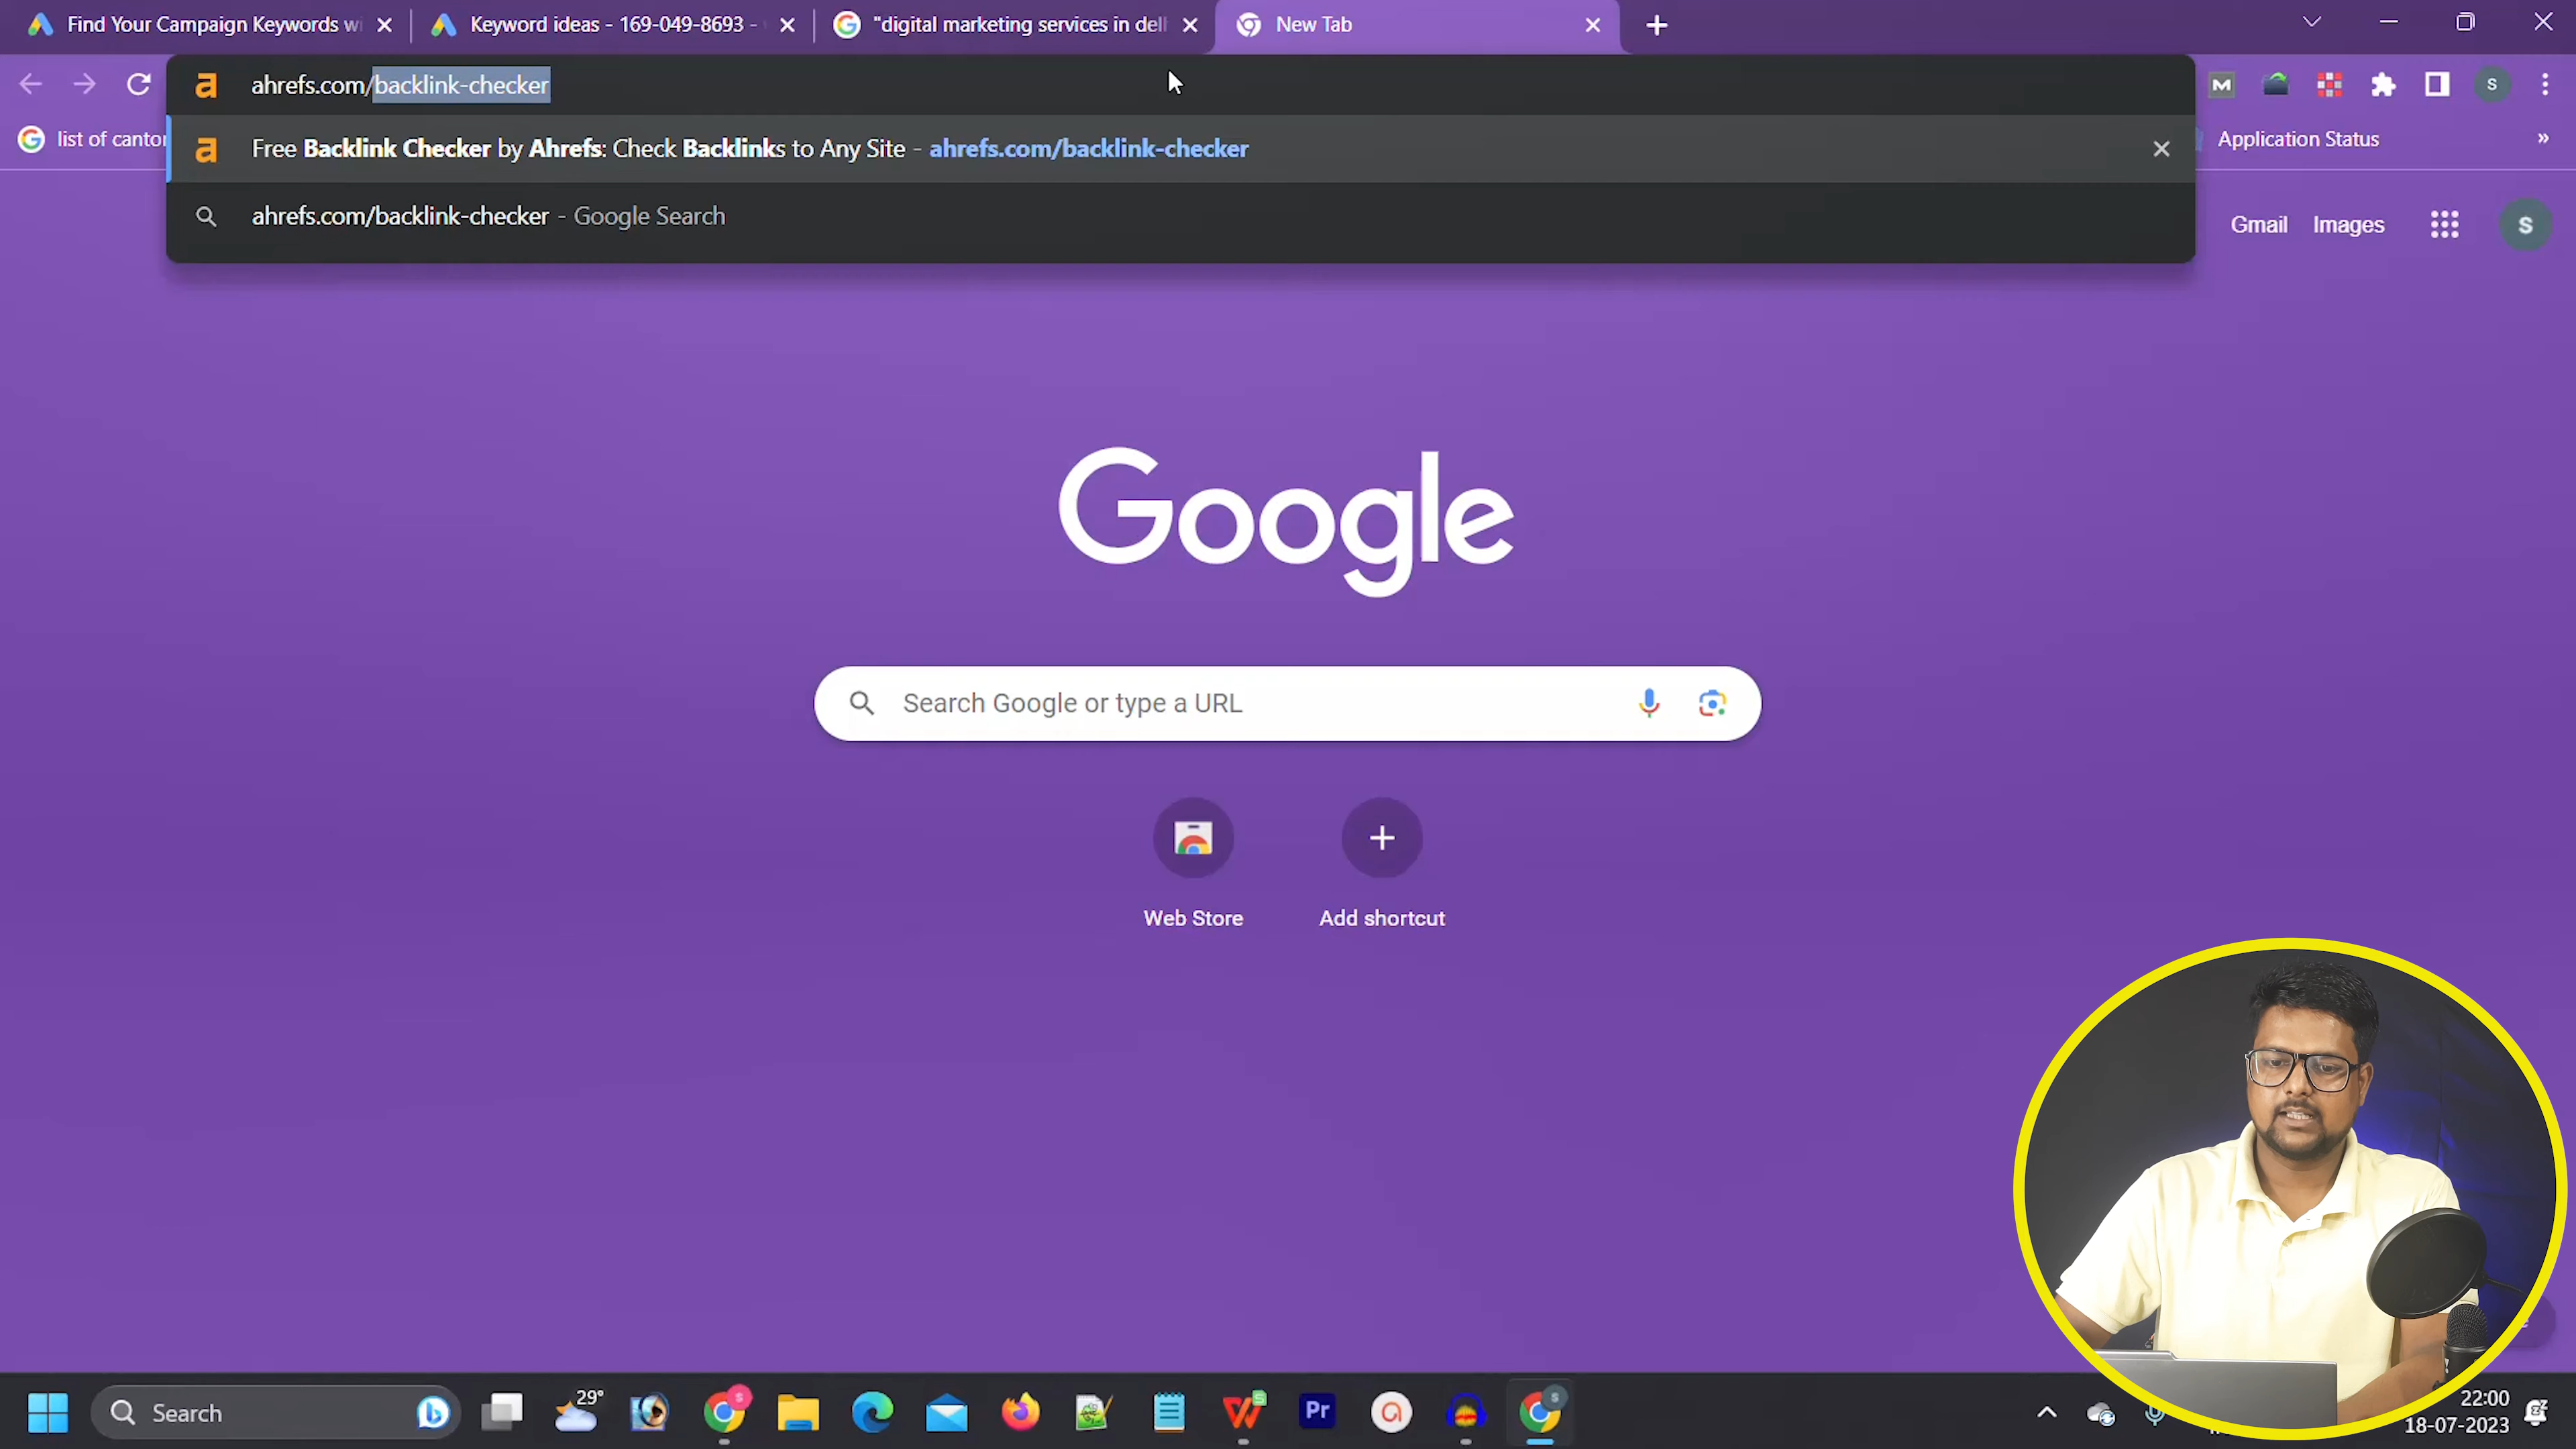 Find Your Campaign Keywords wi
Keyword ideas - 169-049-8693 -
"digital marketing services in dell
New Tab
ahrefs.com/backlink-checker
list of canton
Free Backlink Checker by Ahrefs: Check Backlinks to Any Site - ahrefs.com/backlink-checker
Application Status
ahrefs.com/backlink-checker - Google Search
Gmail
Images
S
Google
Search Google or type a URL
Web Store
Add shortcut
Search
29°
Pr
22:00
18-07-2023